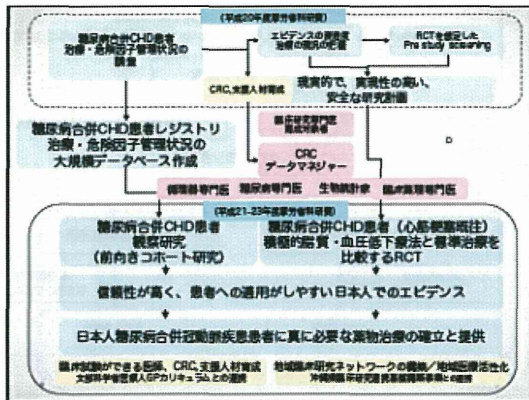 (平成20年度厚労省科研費)
糖尿病合併CHD患者
治療・危険因子管理状況の
調査
エビデンスの
治療の現況の
RCTを想定した
Pre study screening
CRC,支援人材育成
現実的で、実現性の高い、
安全な研究計画
糖尿病合併CHD患者レジストリ
治療・危険因子管理状況の
大規模データベース作成
臨床研究専門医
CRC
データマネジャー
循環器専門医
糖尿病専門医
生物統計家
臨床薬理専門医
(平成21-23年度厚労省科研費)
糖尿病合併CHD患者
観察研究
(前向きコホート研究)
糖尿病合併CHD患者(心筋梗塞既往)
積極的脂質・血圧低下療法と標準治療を
比較するRCT
信頼性が高く、患者への適用がしやすい日本人でのエビデンス
日本人糖尿病合併冠動脈疾患患者に真に必要な薬物治療の確立と提供
臨床試験ができる医師、CRC,支援人材育成
地域臨床研究ネットワークの構築/地域医療活性化